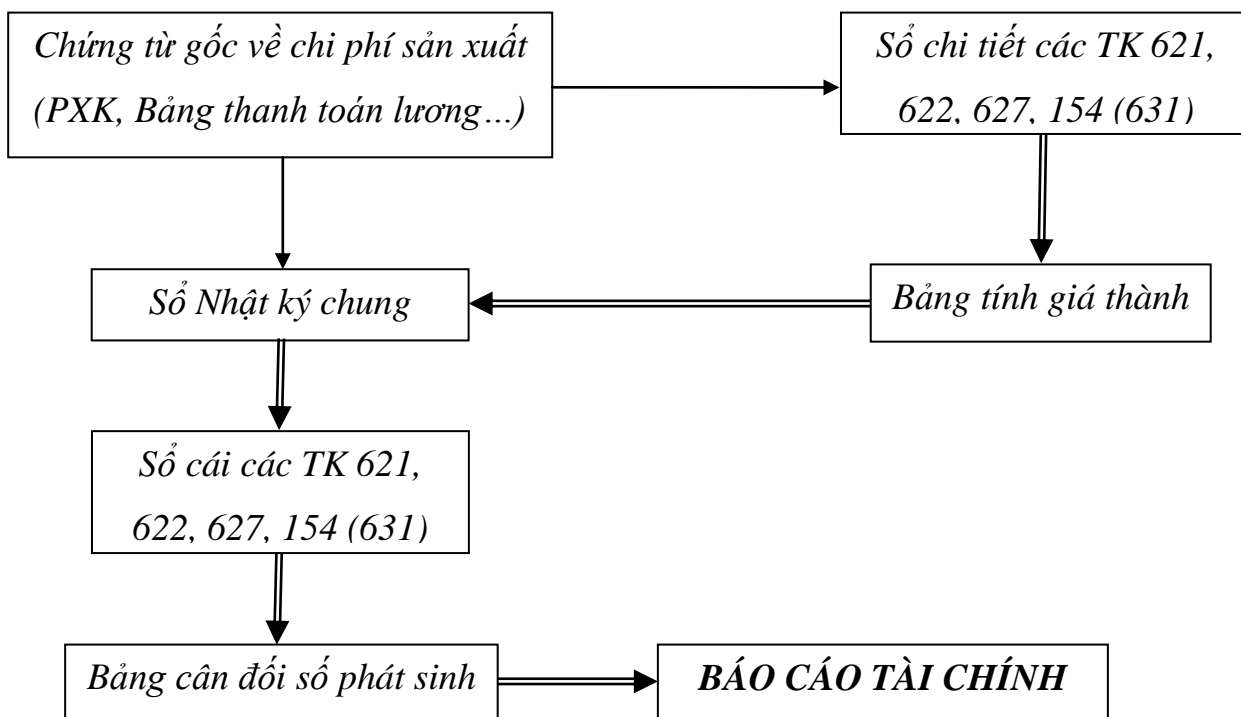 Chứng từ gốc về chi phí sản xuất
(PXK, Bảng thanh toán lương…)
Sổ chi tiết các TK 621,
622, 627, 154 (631)
Sổ Nhật ký chung
Bảng tính giá thành
Sổ cái các TK 621,
622, 627, 154 (631)
Bảng cân đối số phát sinh
BÁO CÁO TÀI CHÍNH